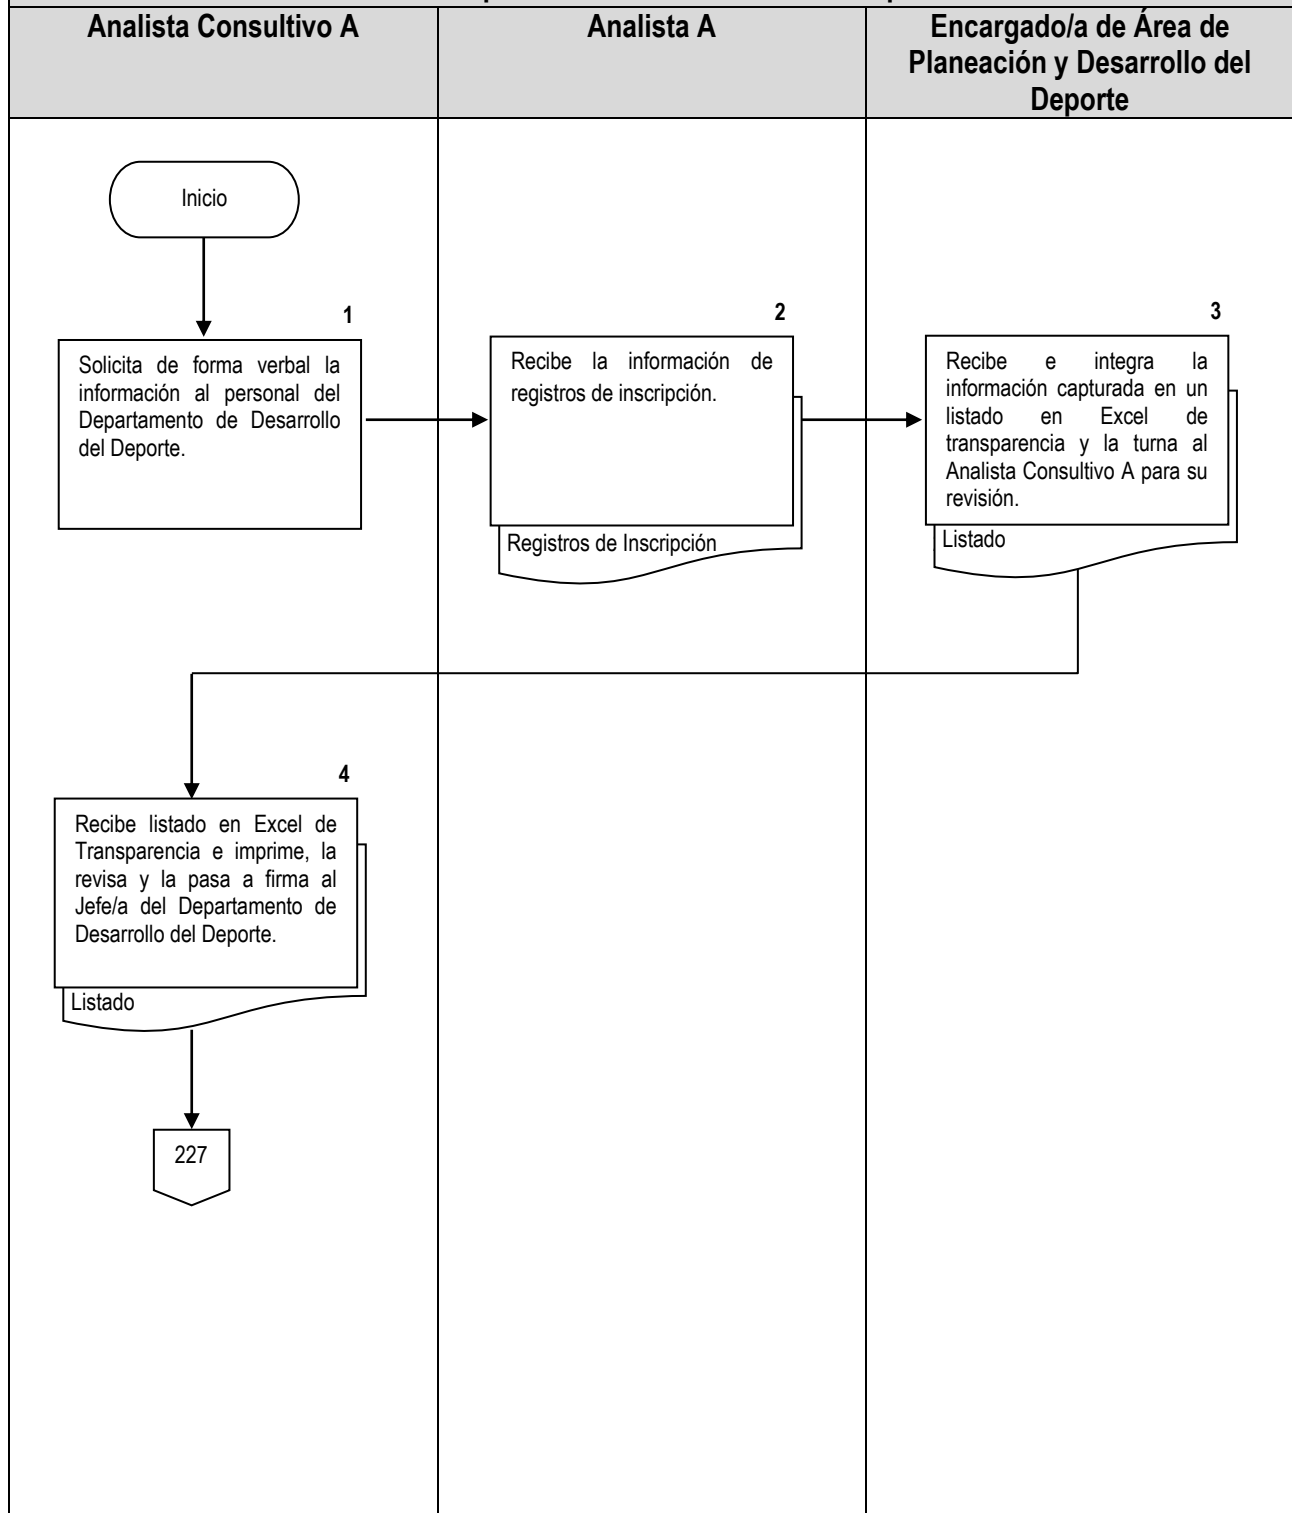 Analista Consultivo A
Analista A
Encargado/a de Área de
Planeación y Desarrollo del
Deporte
Inicio
1
Solicita de forma verbal la
información al personal del
Departamento de Desarrollo
del Deporte.
2
Recibe la información de
registros de inscripción.
Registros de Inscripción
3
Recibe e integra la
información capturada en un
listado en Excel de
transparencia y la turna al
Analista Consultivo A para su
revisión.
Listado
4
Recibe listado en Excel de
Transparencia e imprime, la
revisa y la pasa a firma al
Jefe/a del Departamento de
Desarrollo del Deporte.
Listado
227